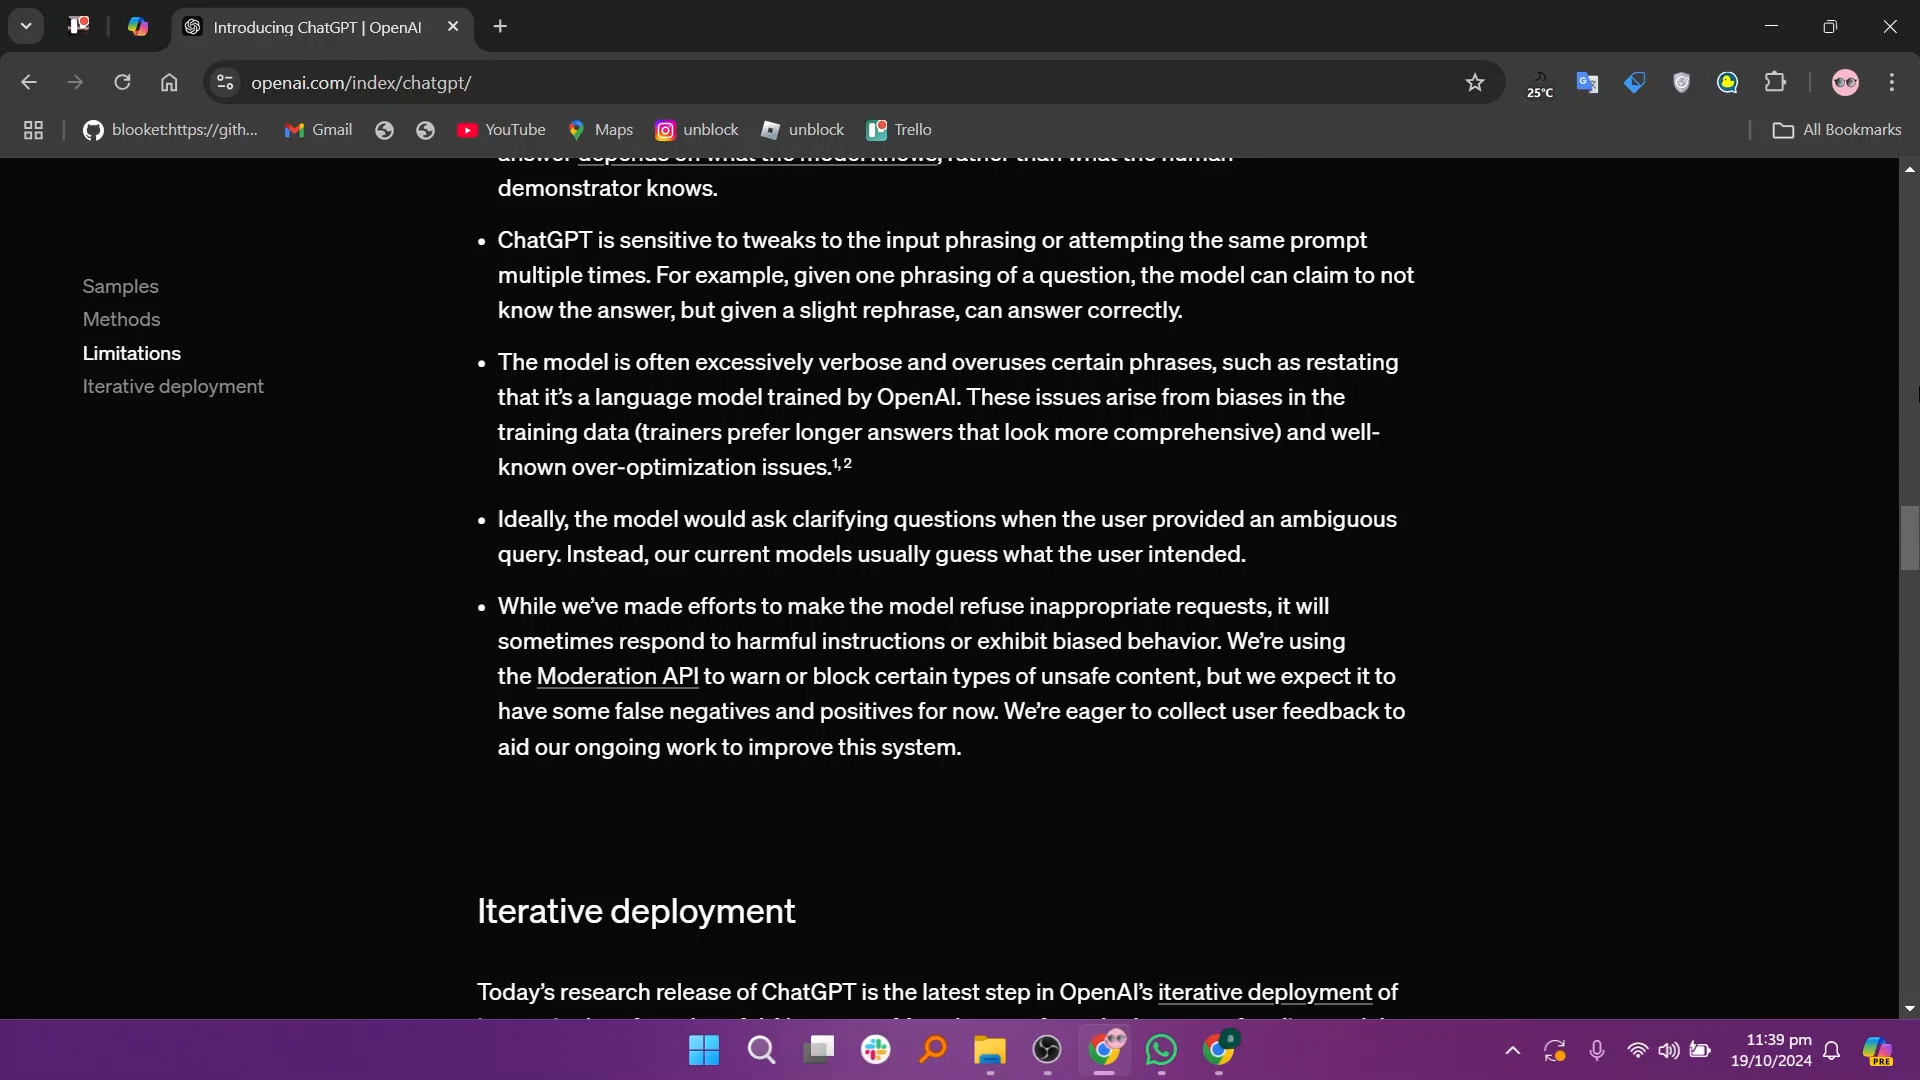 Introducing ChatGPT | OpenAI
openai.com/index/chatgpt/
25°C
blooket:https://gith...
Gmail
YouTube
Maps
unblock
unblock
Trello
All Bookmarks
Samples
Methods
Limitations
Iterative deployment
answer depends on what the model knows, rather than what the human
demonstrator knows.
• ChatGPT is sensitive to tweaks to the input phrasing or attempting the same prompt
multiple times. For example, given one phrasing of a question, the model can claim to not
know the answer, but given a slight rephrase, can answer correctly.
• The model is often excessively verbose and overuses certain phrases, such as restating
that it’s a language model trained by OpenAI. These issues arise from biases in the
training data (trainers prefer longer answers that look more comprehensive) and well-
known over-optimization issues.1, 2
• Ideally, the model would ask clarifying questions when the user provided an ambiguous
query. Instead, our current models usually guess what the user intended.
• While we’ve made efforts to make the model refuse inappropriate requests, it will
sometimes respond to harmful instructions or exhibit biased behavior. We’re using
the Moderation API to warn or block certain types of unsafe content, but we expect it to
have some false negatives and positives for now. We’re eager to collect user feedback to
aid our ongoing work to improve this system.
Iterative deployment
Today’s research release of ChatGPT is the latest step in OpenAI’s iterative deployment of
11:39 pm
19/10/2024
PRE